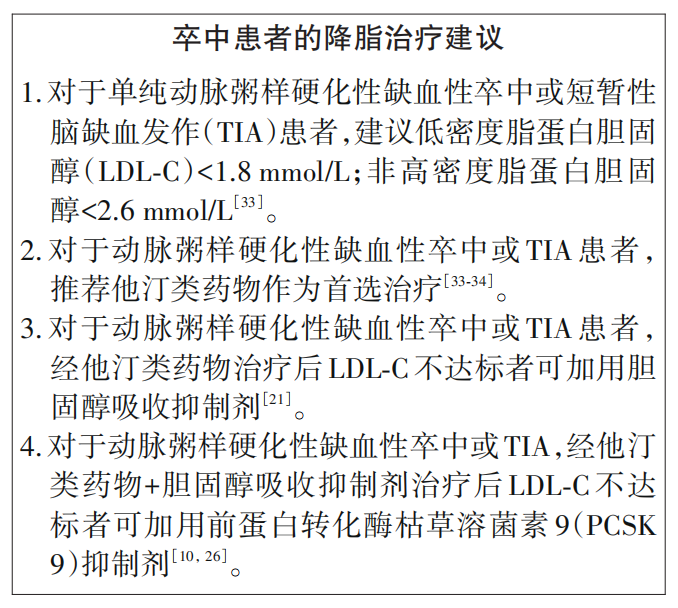 卒中患者的降脂治疗建议
1. 对于单纯动脉粥样硬化性缺血性卒中或短暂性
脑缺血发作(TIA)患者,建议低密度脂蛋白胆固
醇(LDL-C)<1.8 mmol/L;非高密度脂蛋白胆固
醇<2.6 mmol/L[33]。
2. 对于动脉粥样硬化性缺血性卒中或TIA患者,
推荐他汀类药物作为首选治疗[33-34]。
3. 对于动脉粥样硬化性缺血性卒中或TIA患者,
经他汀类药物治疗后LDL-C不达标者可加用胆
固醇吸收抑制剂[21]。
4. 对于动脉粥样硬化性缺血性卒中或TIA,经他汀
类药物+胆固醇吸收抑制剂治疗后LDL-C不达
标者可加用前蛋白转化酶枯草溶菌素9(PCSK
9)抑制剂[10, 26]。